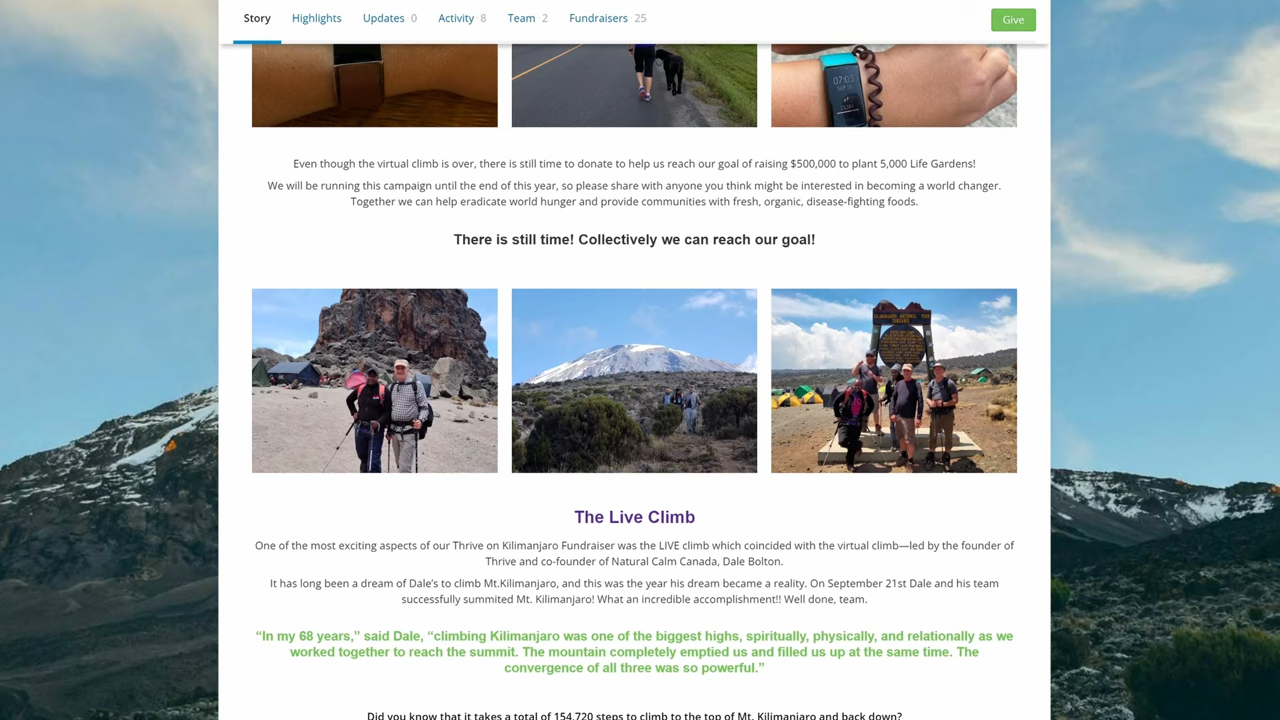 Story Highlights Updates 0 Activity 8 Team 2 Fundraisers 25 Give
07:03
Even though the virtual climb is over, there is still time to donate to help us reach our goal of raising $500,000 to plant 5,000 Life Gardens!
We will be running this campaign until the end of this year, so please share with anyone you think might be interested in becoming a world changer.
Together we can help eradicate world hunger and provide communities with fresh, organic, disease-fighting foods.
There is still time! Collectively we can reach our goal!
The Live Climb
One of the most exciting aspects of our Thrive on Kilimanjaro Fundraiser was the LIVE climb which coincided with the virtual climb—led by the founder of
Thrive and co-founder of Natural Calm Canada, Dale Bolton.
It has long been a dream of Dale's to climb Mt.Kilimanjaro, and this was the year his dream became a reality. On September 21st Dale and his team
successfully summited Mt. Kilimanjaro! What an incredible accomplishment!! Well done, team.
“In my 68 years,” said Dale, “climbing Kilimanjaro was one of the biggest highs, spiritually, physically, and relationally as we
worked together to reach the summit. The mountain completely emptied us and filled us up at the same time. The
convergence of all three was so powerful.”
Did you know that it takes a total of 154,720 steps to climb to the top of Mt. Kilimanjaro and back down?